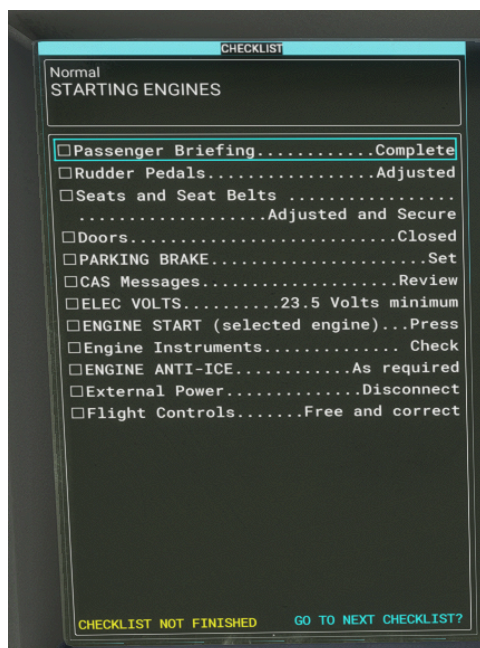 CHECKLIST
Normal
STARTING ENGINES
☐Passenger Briefing............Complete
☐Rudder Pedals.................Adjusted
☐Seats and Seat Belts .................
...................Adjusted and Secure
☐Doors...........................Closed
☐PARKING BRAKE......................Set
☐CAS Messages....................Review
☐ELEC VOLTS..........23.5 Volts minimum
☐ENGINE START (selected engine)...Press
☐Engine Instruments.............. Check
☐ENGINE ANTI-ICE............As required
☐External Power..............Disconnect
☐Flight Controls.......Free and correct
CHECKLIST NOT FINISHED GO TO NEXT CHECKLIST?